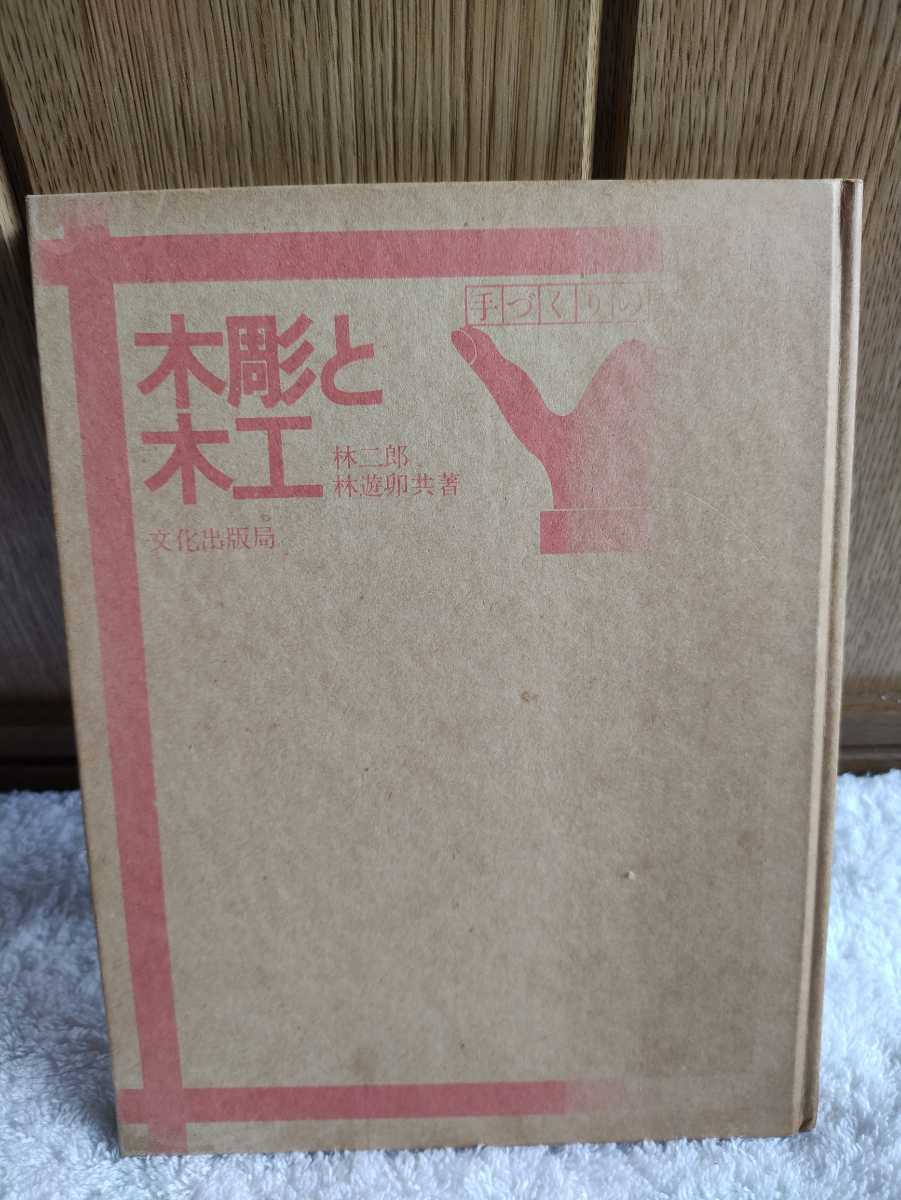 手づくりの
木彫と
木工
林二郎
林遊卯共著
文化出版局